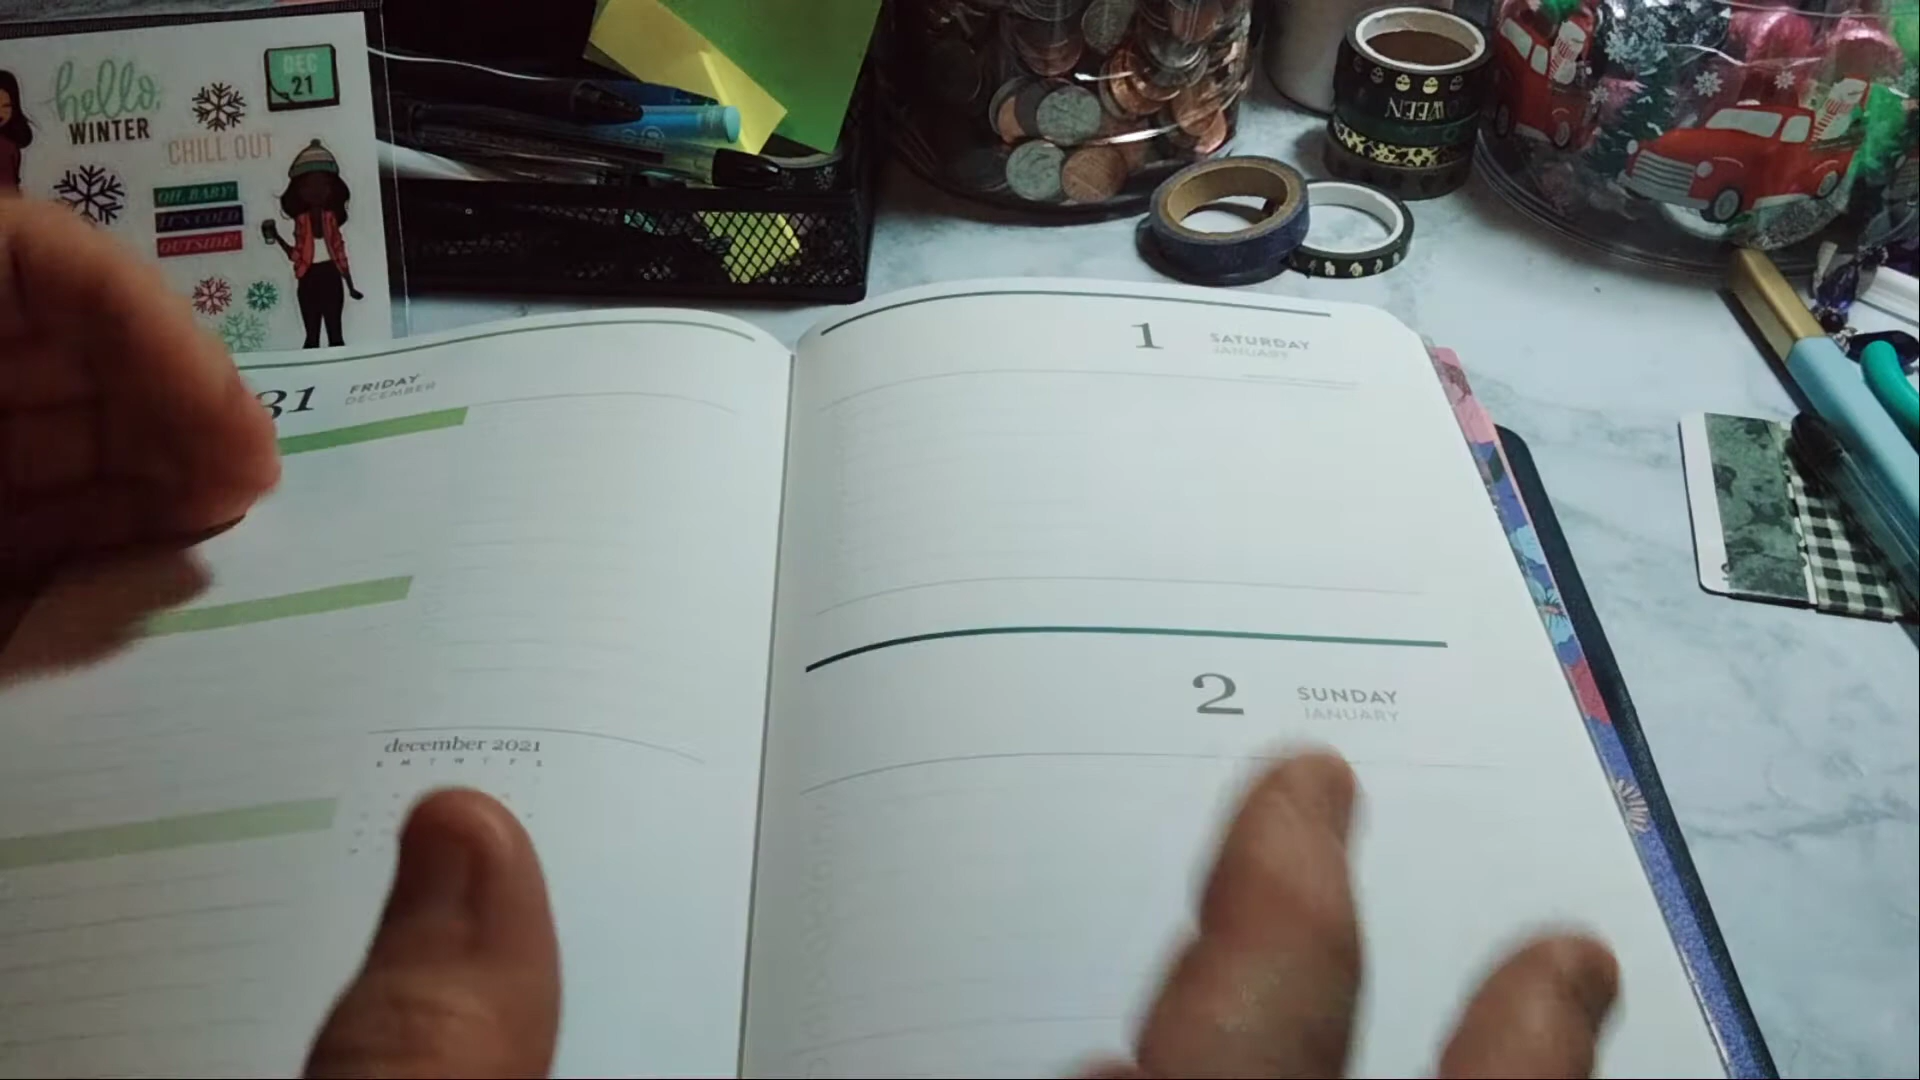 hello,
WINTER
DEC
21
CHILL OUT
OH, BABY!
IT'S COLD
OUTSIDE!
WEEN
31 FRIDAY
DECEMBER
december 2021
S M T W T F S
1 SATURDAY
JANUARY
2 SUNDAY
JANUARY